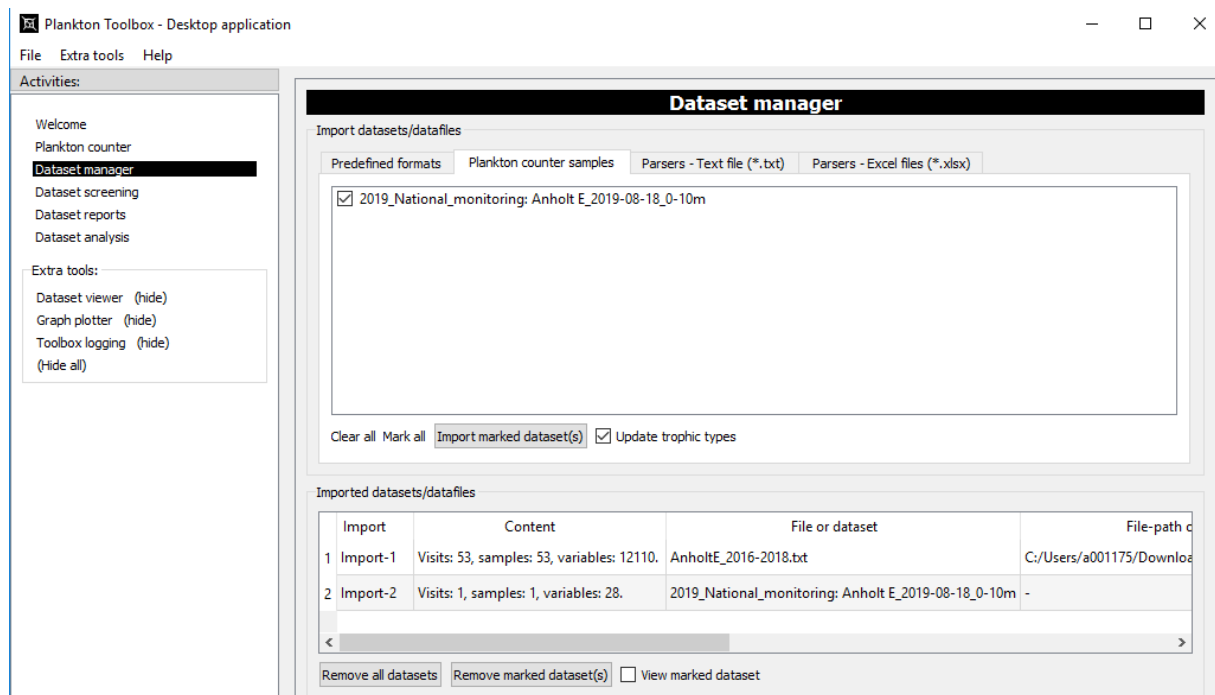 Plankton Toolbox - Desktop application
File Extra tools Help
Activities:
Welcome
Plankton counter
Dataset manager
Dataset screening
Dataset reports
Dataset analysis
Extra tools:
Dataset viewer (hide)
Graph plotter (hide)
Toolbox logging (hide)
(Hide all)
Dataset manager
Import datasets/datafiles
Predefined formats Plankton counter samples Parsers - Text file (*.txt) Parsers - Excel files (*.xlsx)
2019_National_monitoring: Anholt E_2019-08-18_0-10m
Clear all Mark all Import marked dataset(s) Update trophic types
Imported datasets/datafiles
Import Content File or dataset File-path
1 Import-1 Visits: 53, samples: 53, variables: 12110. AnholtE_2016-2018.txt C:/Users/a001175/Downloa
2 Import-2 Visits: 1, samples: 1, variables: 28. 2019_National_monitoring: Anholt E_2019-08-18_0-10m -
Remove all datasets Remove marked dataset(s) View marked dataset